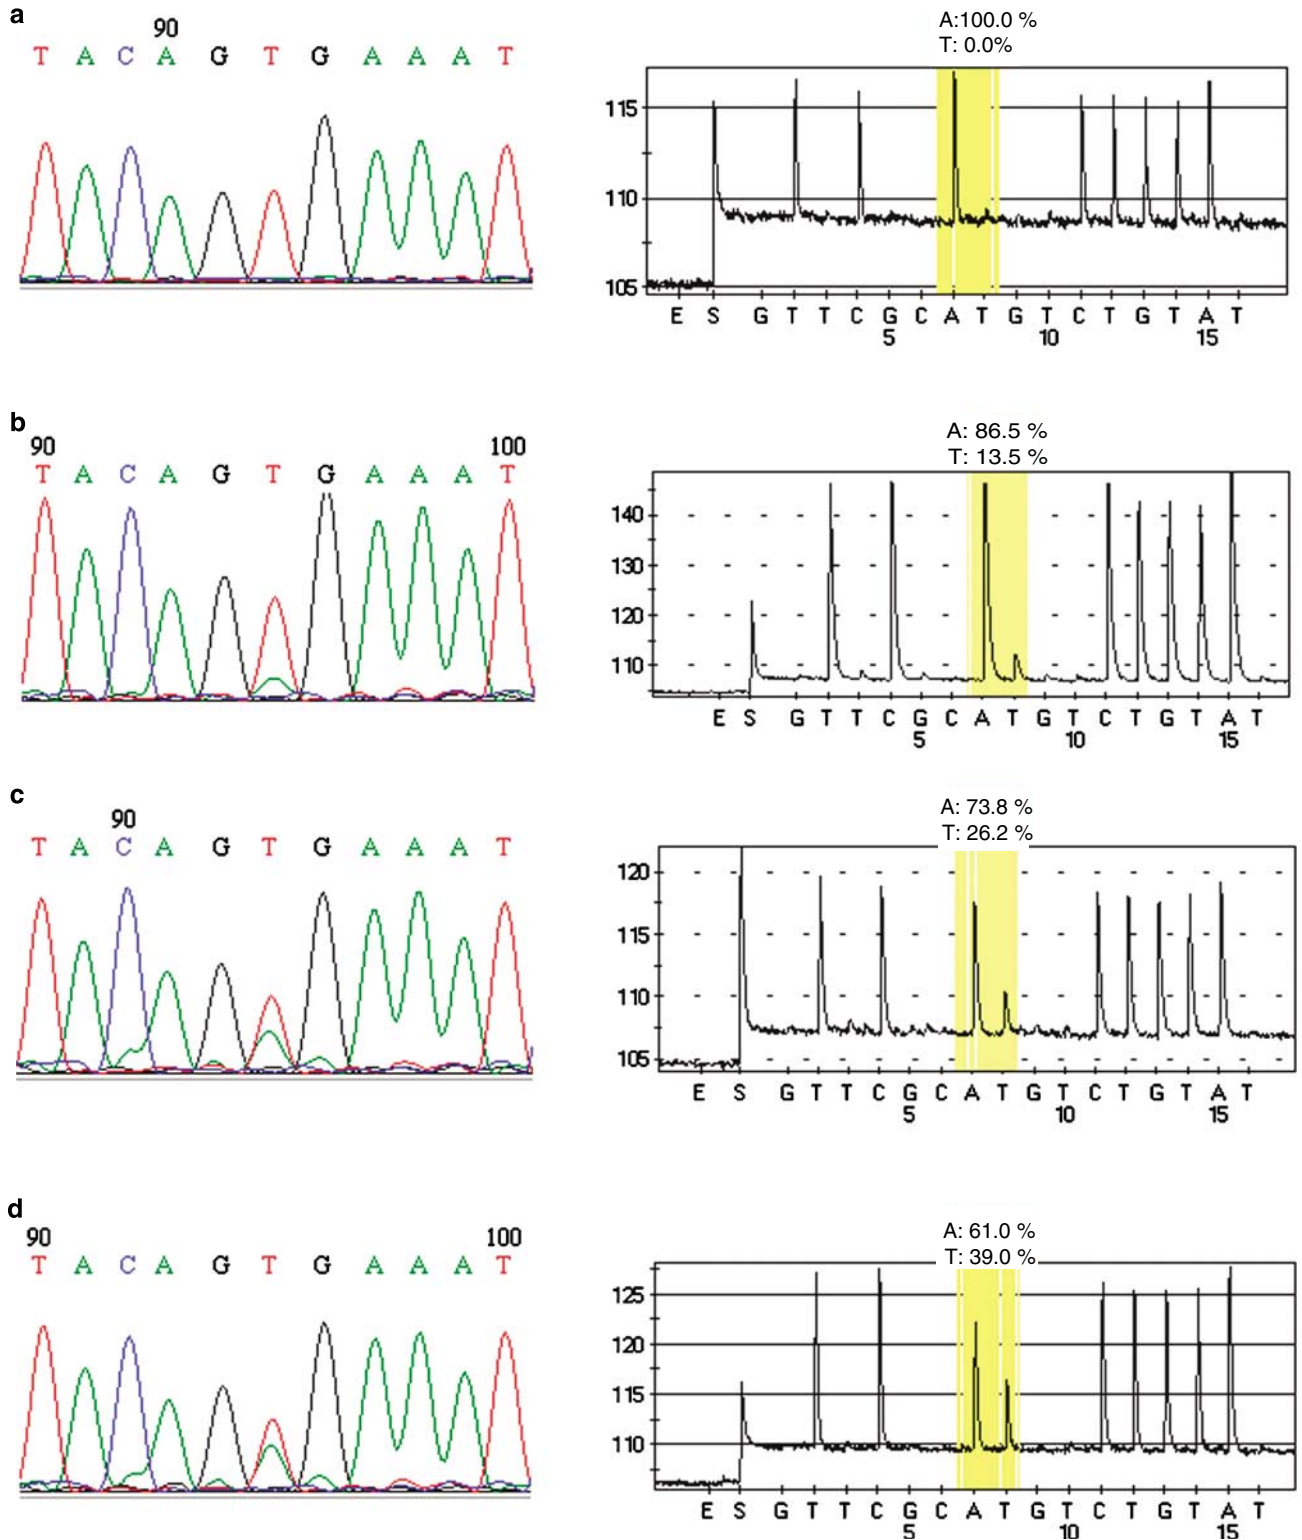 a
90
T A C A G T G A A A T
A:100.0 %
T: 0.0%
115
110
105
E S G T T C G C A T G T C T G T A T
5 10 15
b
90 100
T A C A G T G A A A T
A: 86.5 %
T: 13.5 %
140
130
120
110
E S G T T C G C A T G T C T G T A T
5 10 15
c
90
T A C A G T G A A A T
A: 73.8 %
T: 26.2 %
120
115
110
105
E S G T T C G C A T G T C T G T A T
5 10 15
d
90 100
T A C A G T G A A A T
A: 61.0 %
T: 39.0 %
125
120
115
110
E S G T T C G C A T G T C T G T A T
5 10 15